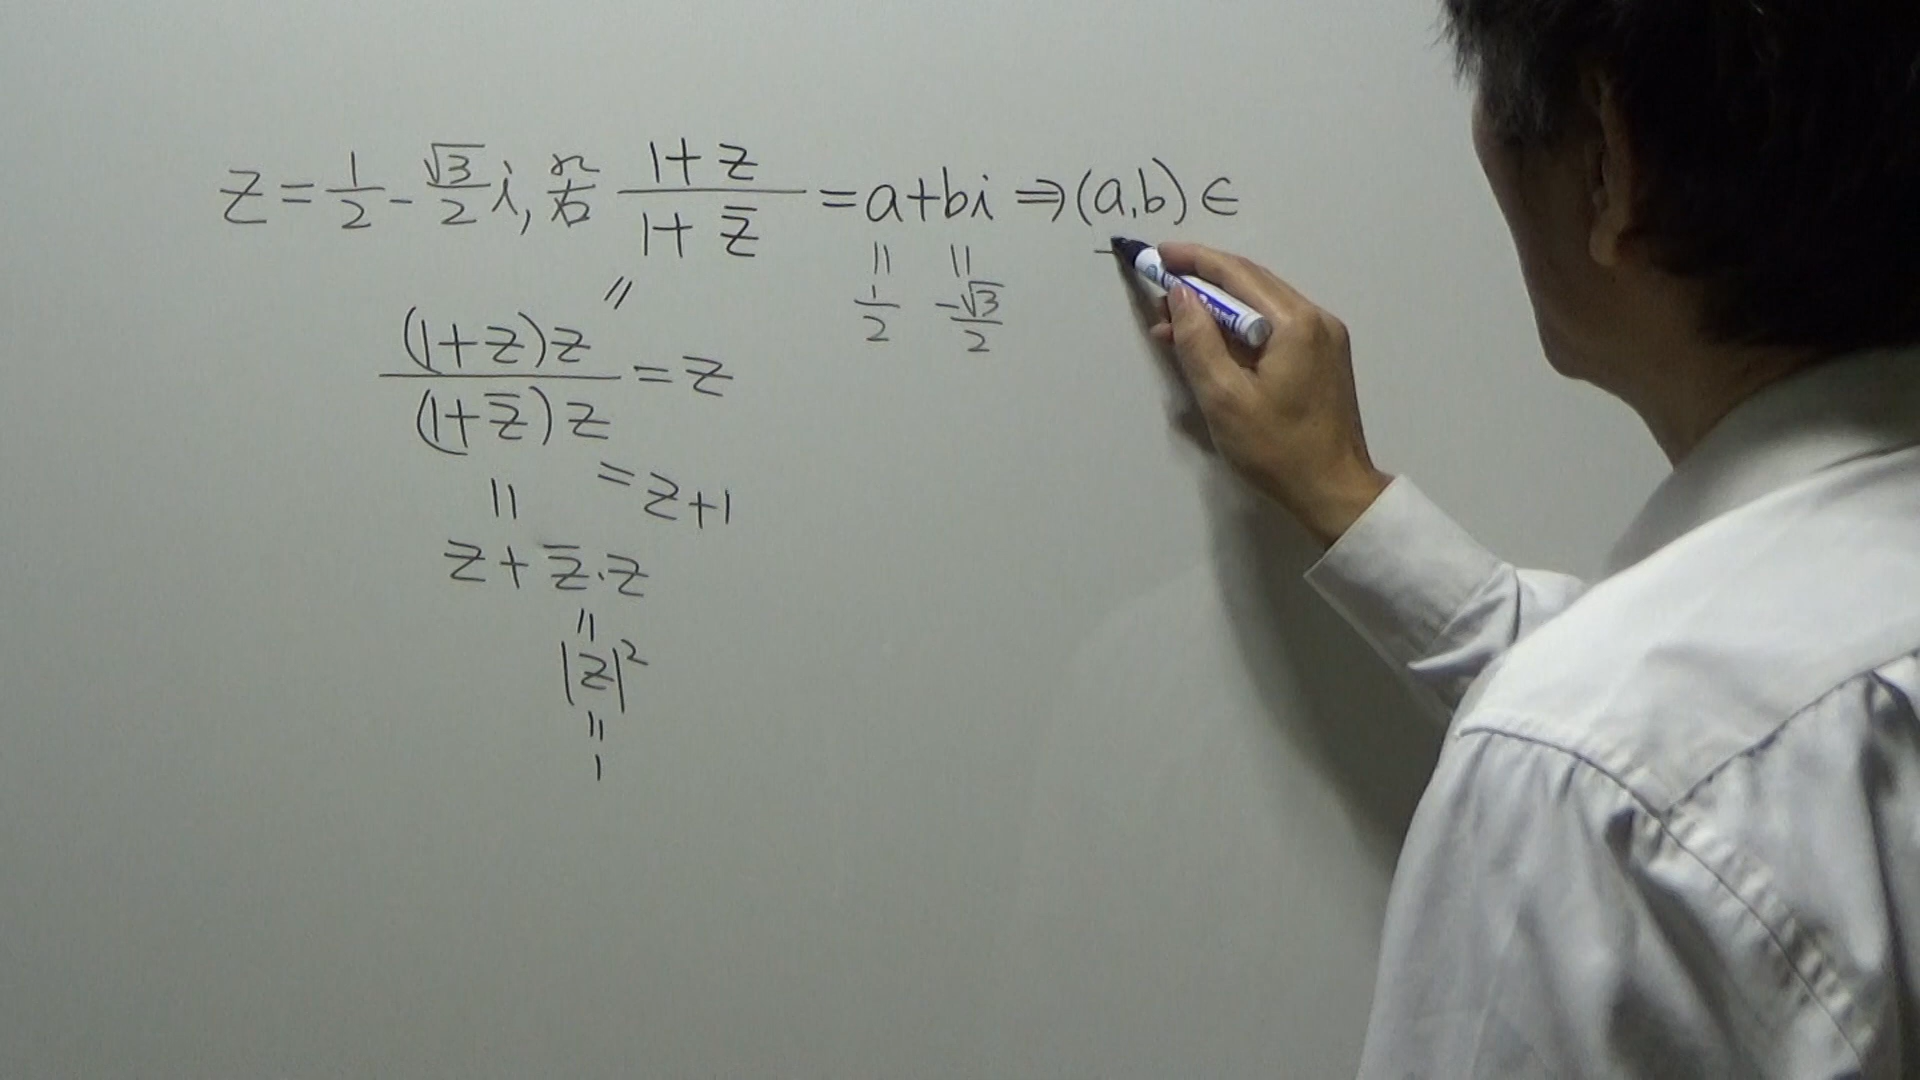 z = 1/2 - √3/2 i, 若 (1+z)/(1+z̄) = a+bi ⇒ (a,b) ∈
= 1/2 = -√3/2
= ((1+z)z)/((1+z̄)z) = z
= = z+1
z + z̄·z
=
|z|²
=
1